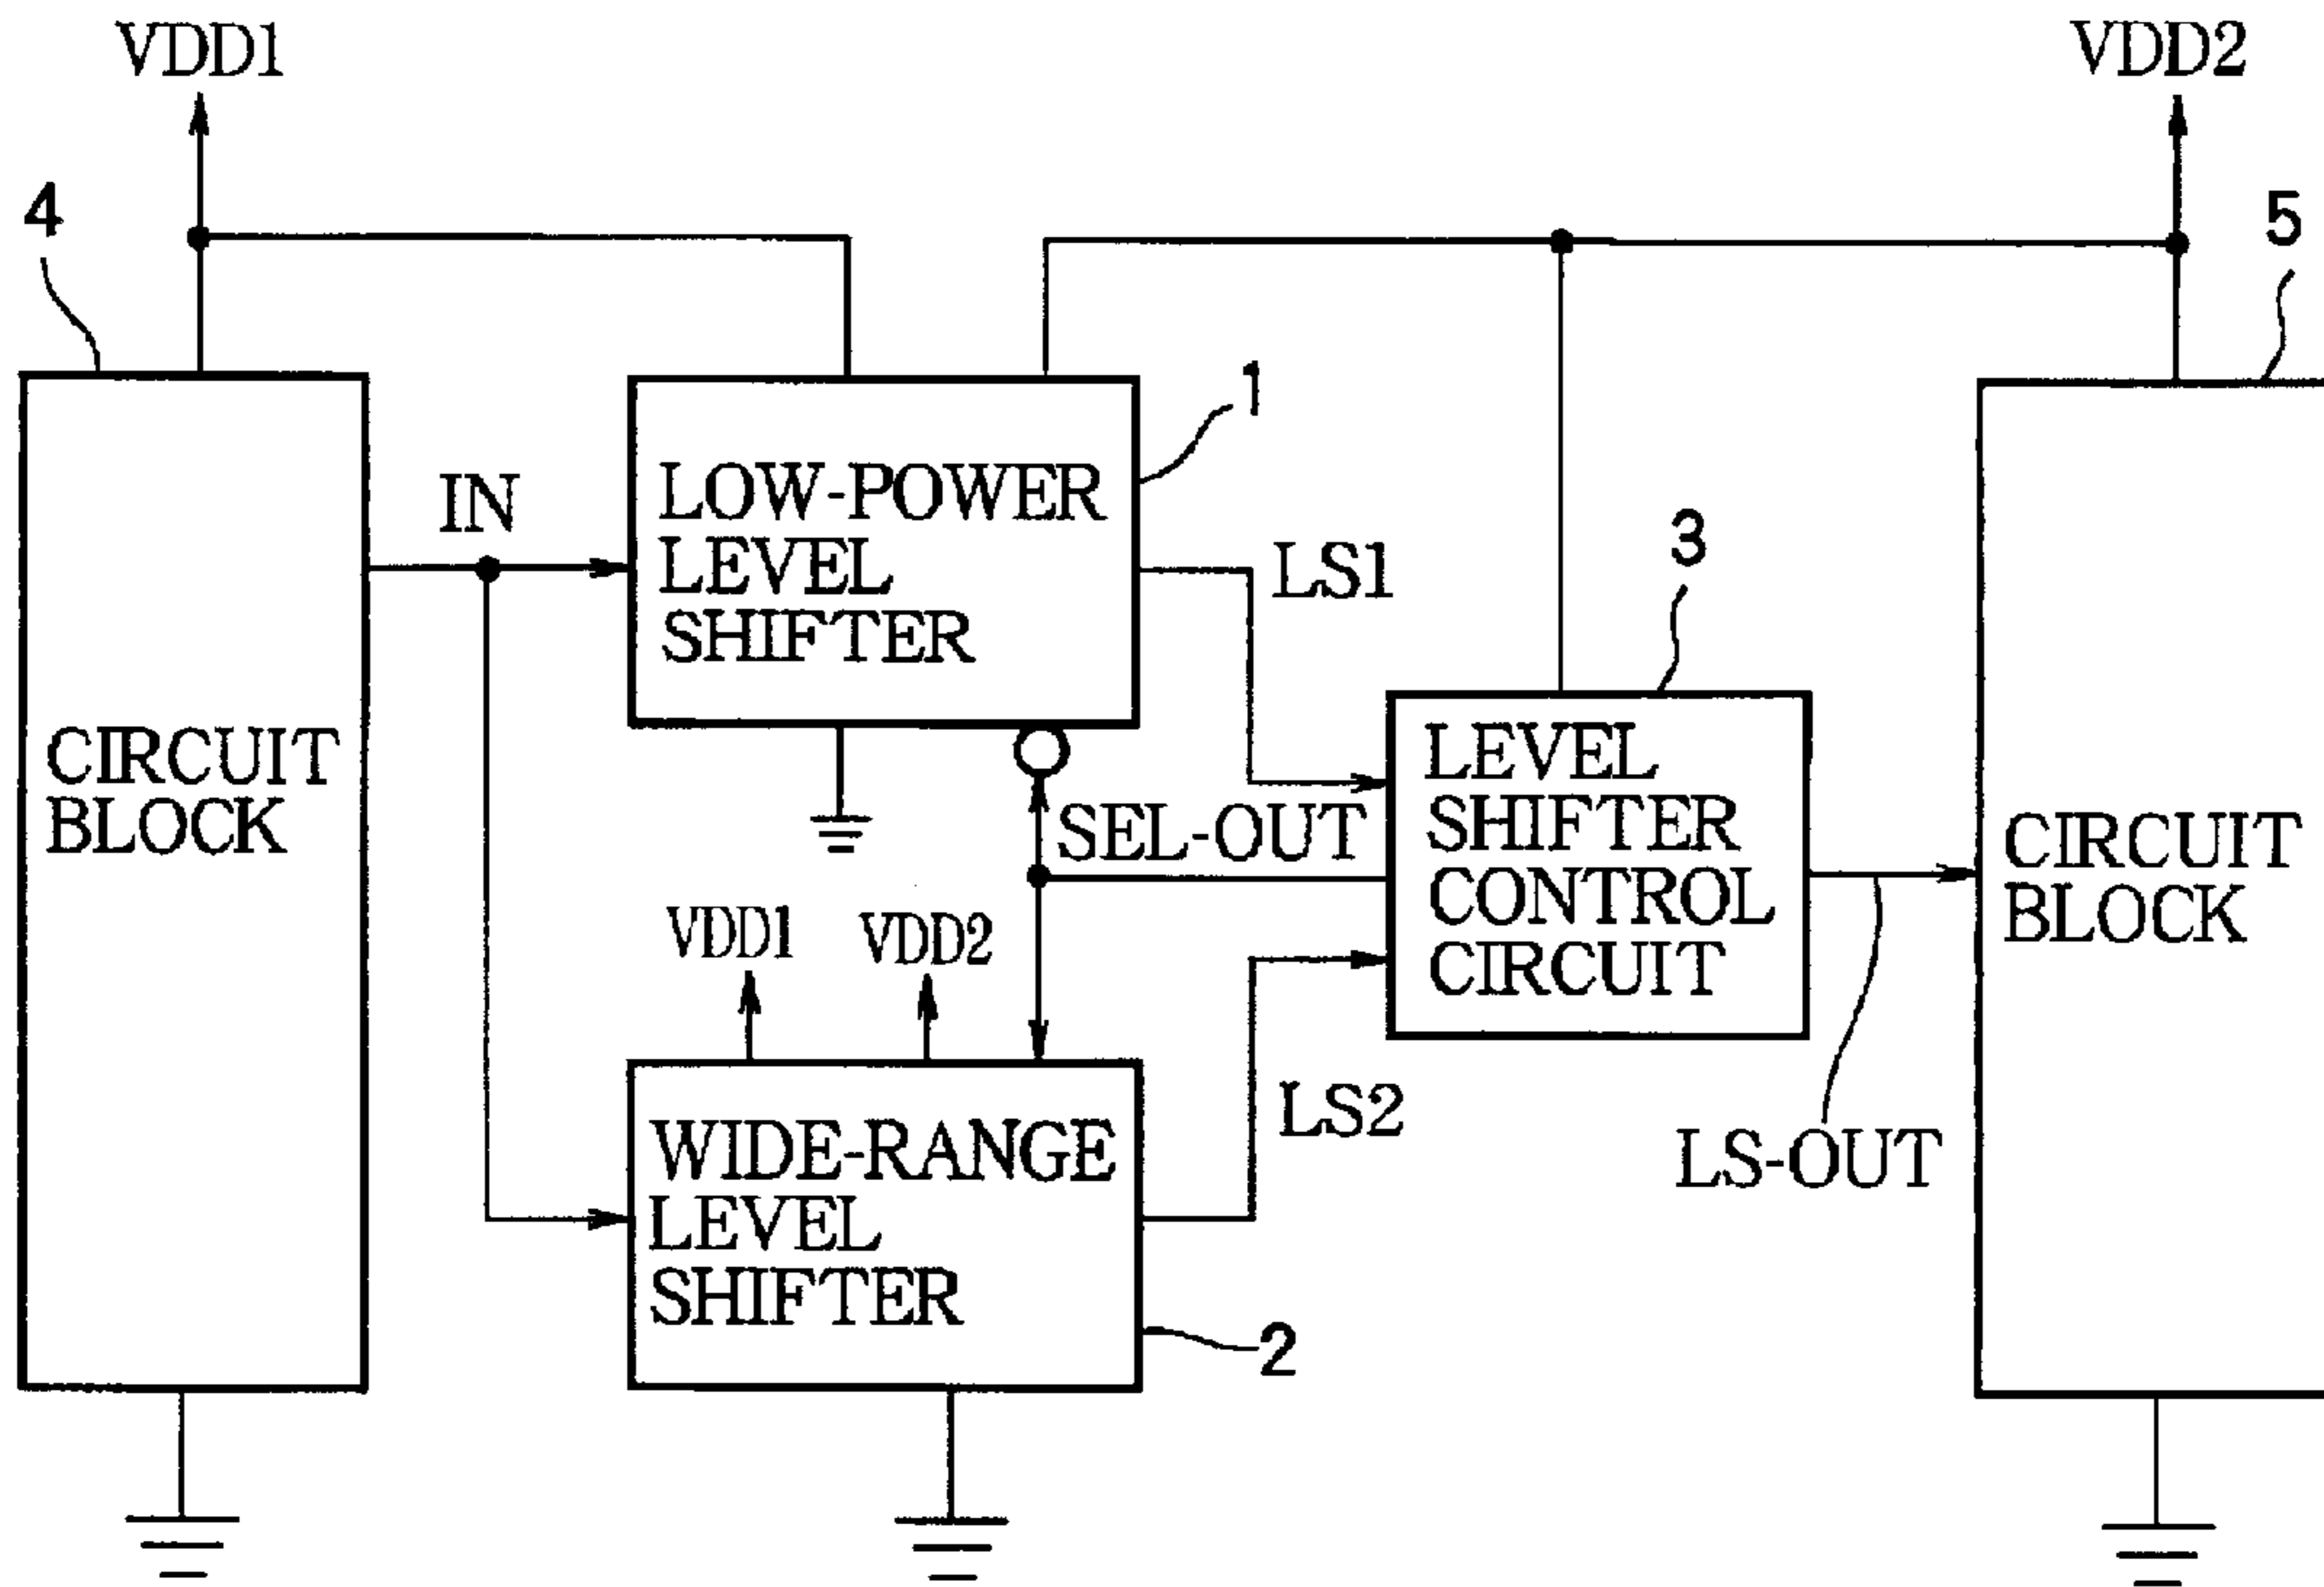 VDD1
VDD2
4
5
1
IN
LOW-POWER
LEVEL
SHIFTER
LS1
3
CIRCUIT
BLOCK
SEL-OUT
LEVEL
SHIFTER
CONTROL
CIRCUIT
CIRCUIT
BLOCK
VDD1
VDD2
WIDE-RANGE
LEVEL
SHIFTER
LS2
LS-OUT
2